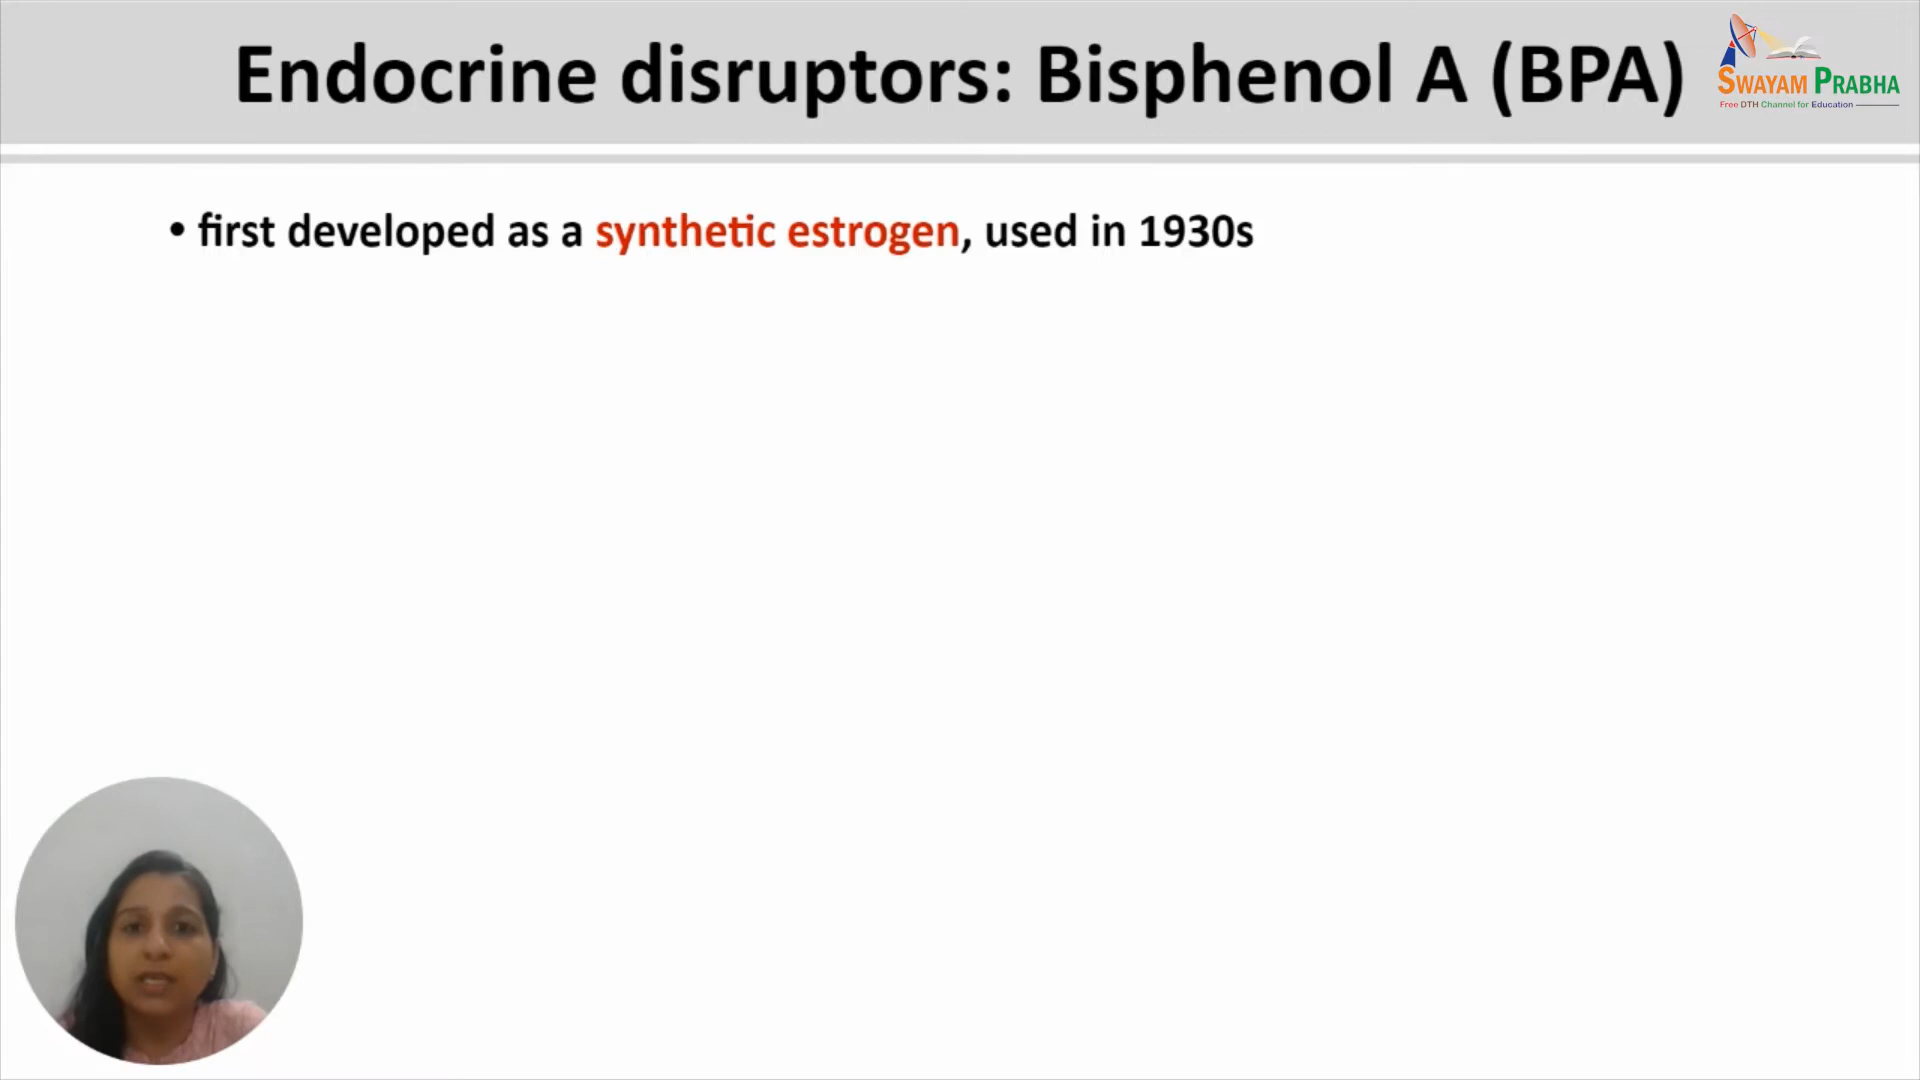 Endocrine disruptors: Bisphenol A (BPA)
SWAYAM PRABHA
Free DTH Channel for Education
• first developed as a synthetic estrogen, used in 1930s